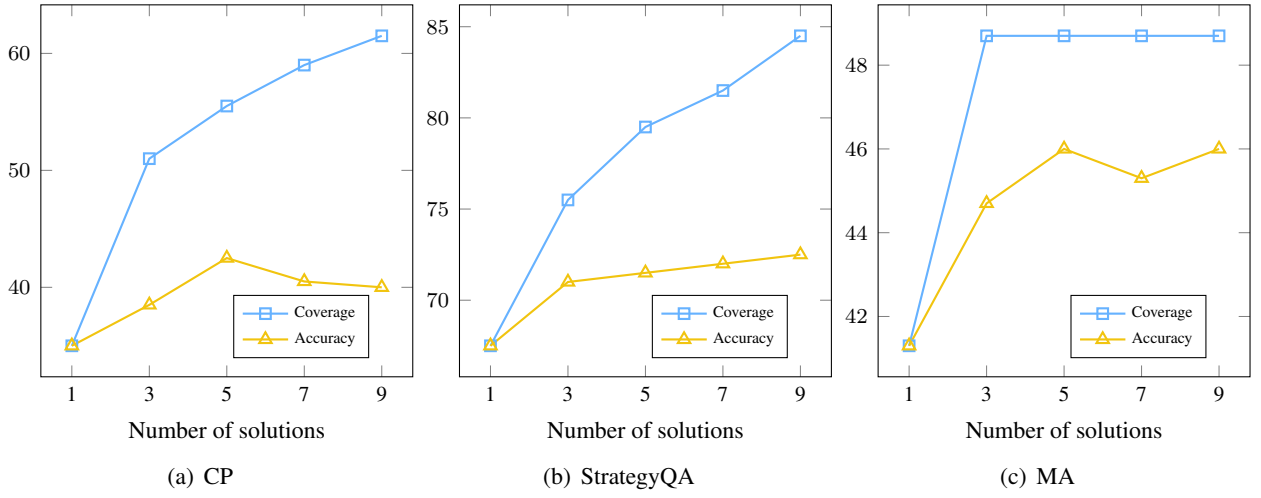 60
50
40
Coverage
Accuracy
1 3 5 7 9
Number of solutions
(a) CP
85
80
75
70
Coverage
Accuracy
1 3 5 7 9
Number of solutions
(b) StrategyQA
48
46
44
42
Coverage
Accuracy
1 3 5 7 9
Number of solutions
(c) MA